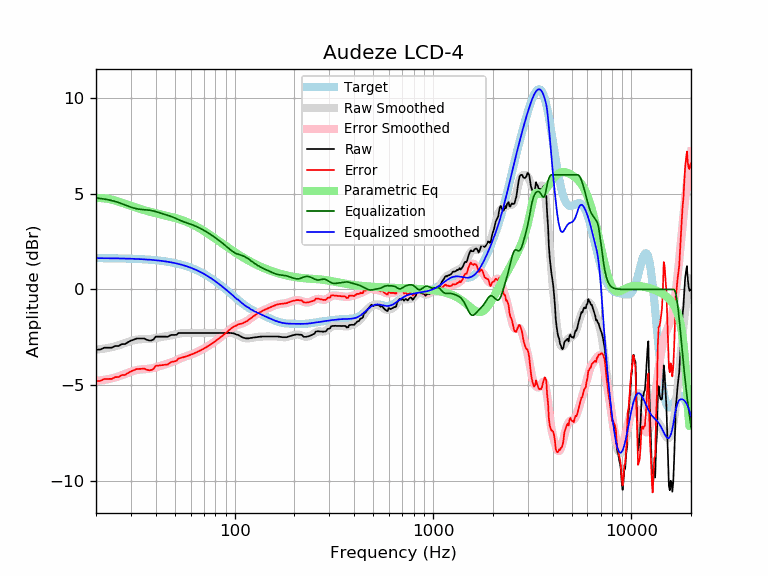 Audeze LCD-4
Target
Raw Smoothed
Error Smoothed
Raw
Error
Parametric Eq
Equalization
Equalized smoothed
10
5
0
−5
−10
Amplitude (dBr)
100
1000
10000
Frequency (Hz)